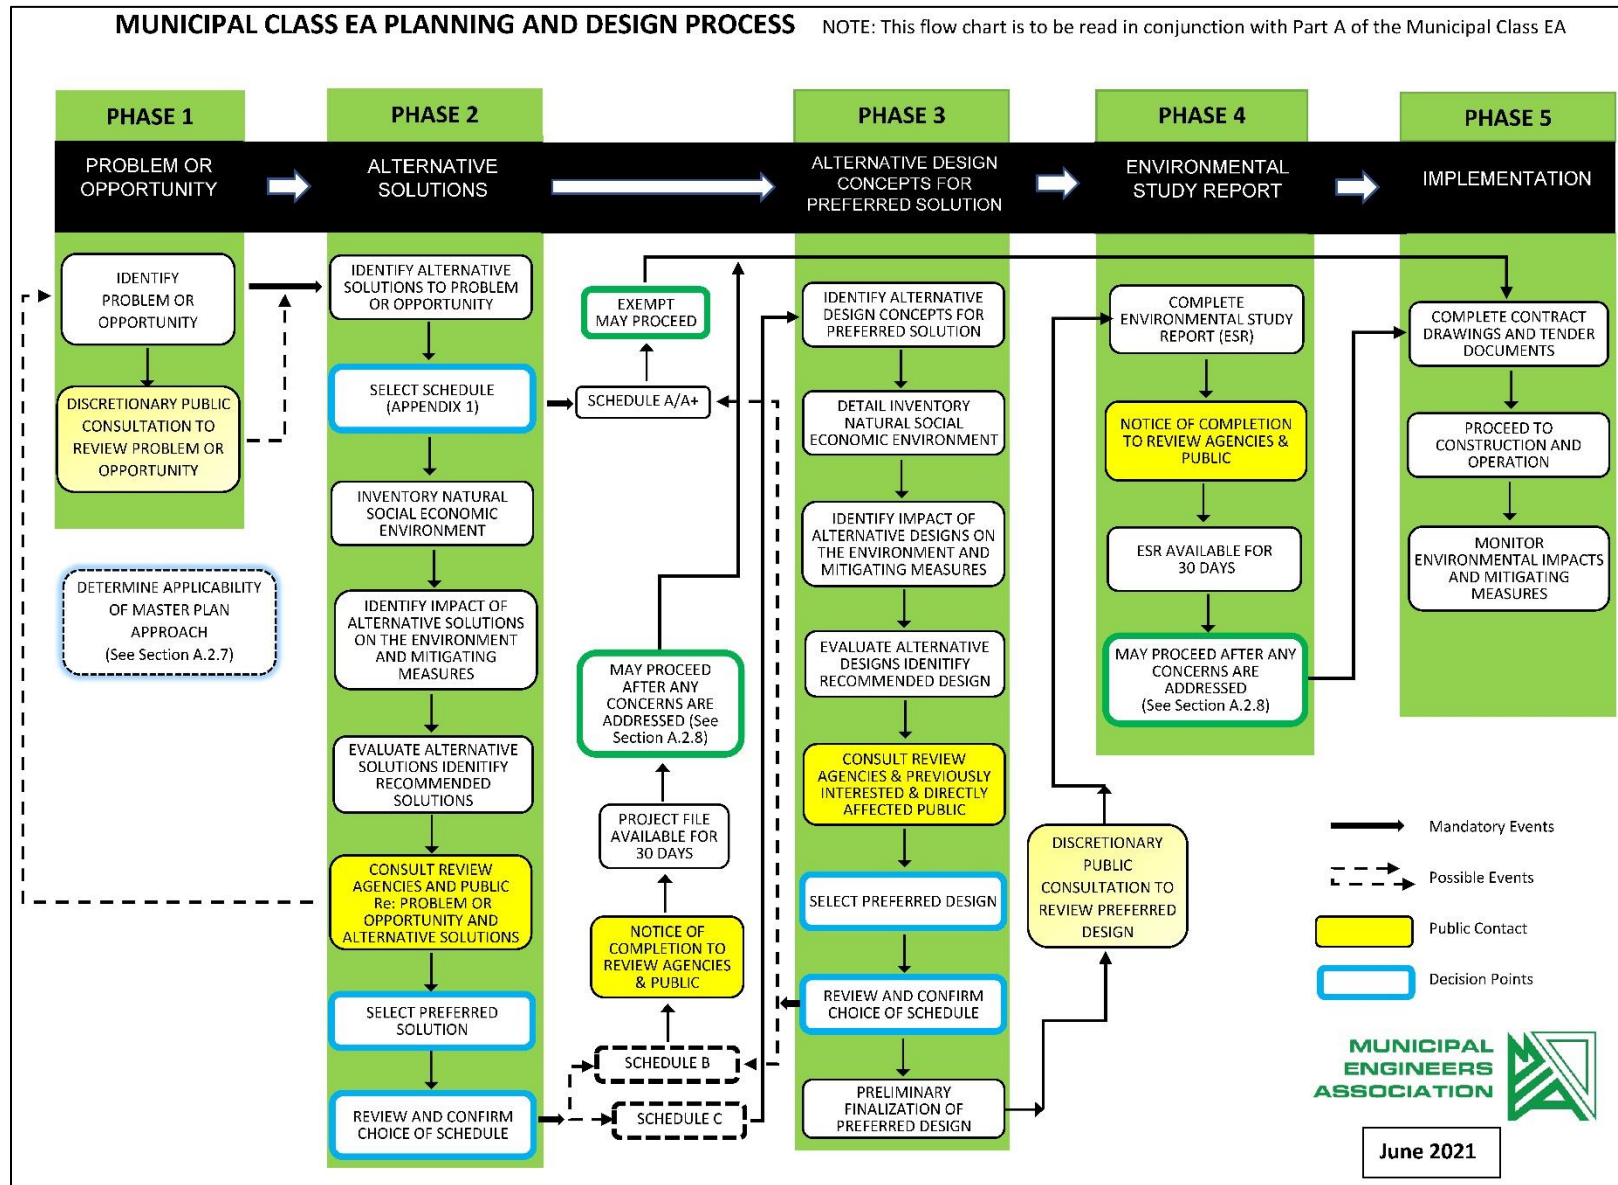 MUNICIPAL CLASS EA PLANNING AND DESIGN PROCESS
NOTE: This flow chart is to be read in conjunction with Part A of the Municipal Class EA
PHASE 1
PROBLEM OR
OPPORTUNITY
IDENTIFY
PROBLEM OR
OPPORTUNITY
DISCRETIONARY PUBLIC
CONSULTATION TO
REVIEW PROBLEM OR
OPPORTUNITY
DETERMINE APPLICABILITY
OF MASTER PLAN
APPROACH
(See Section A.2.7)
PHASE 2
ALTERNATIVE
SOLUTIONS
IDENTIFY ALTERNATIVE
SOLUTIONS TO PROBLEM
OR OPPORTUNITY
SELECT SCHEDULE
(APPENDIX 1)
INVENTORY NATURAL
SOCIAL ECONOMIC
ENVIRONMENT
IDENTIFY IMPACT OF
ALTERNATIVE SOLUTIONS
ON THE ENVIRONMENT
AND MITIGATING
MEASURES
EVALUATE ALTERNATIVE
SOLUTIONS IDENTIFY
RECOMMENDED
SOLUTIONS
CONSULT REVIEW
AGENCIES AND PUBLIC
Re: PROBLEM OR
OPPORTUNITY AND
ALTERNATIVE SOLUTIONS
SELECT PREFERRED
SOLUTION
REVIEW AND CONFIRM
CHOICE OF SCHEDULE
EXEMPT
MAY PROCEED
SCHEDULE A/A+
MAY PROCEED
AFTER ANY
CONCERNS ARE
ADDRESSED (See
Section A.2.8)
PROJECT FILE
AVAILABLE FOR
30 DAYS
NOTICE OF
COMPLETION TO
REVIEW AGENCIES
& PUBLIC
SCHEDULE B
SCHEDULE C
PHASE 3
ALTERNATIVE DESIGN
CONCEPTS FOR
PREFERRED SOLUTION
IDENTIFY ALTERNATIVE
DESIGN CONCEPTS FOR
PREFERRED SOLUTION
DETAIL INVENTORY
NATURAL SOCIAL
ECONOMIC ENVIRONMENT
IDENTIFY IMPACT OF
ALTERNATIVE DESIGNS ON
THE ENVIRONMENT AND
MITIGATING MEASURES
EVALUATE ALTERNATIVE
DESIGNS IDENTIFY
RECOMMENDED DESIGN
CONSULT REVIEW
AGENCIES & PREVIOUSLY
INTERESTED & DIRECTLY
AFFECTED PUBLIC
SELECT PREFERRED DESIGN
REVIEW AND CONFIRM
CHOICE OF SCHEDULE
PRELIMINARY
FINALIZATION OF
PREFERRED DESIGN
DISCRETIONARY
PUBLIC
CONSULTATION TO
REVIEW PREFERRED
DESIGN
PHASE 4
ENVIRONMENTAL
STUDY REPORT
COMPLETE
ENVIRONMENTAL STUDY
REPORT (ESR)
NOTICE OF COMPLETION
TO REVIEW AGENCIES &
PUBLIC
ESR AVAILABLE FOR
30 DAYS
MAY PROCEED AFTER ANY
CONCERNS ARE
ADDRESSED
(See Section A.2.8)
PHASE 5
IMPLEMENTATION
COMPLETE CONTRACT
DRAWINGS AND TENDER
DOCUMENTS
PROCEED TO
CONSTRUCTION AND
OPERATION
MONITOR
ENVIRONMENTAL IMPACTS
AND MITIGATING
MEASURES
Mandatory Events
Possible Events
Public Contact
Decision Points
MUNICIPAL
ENGINEERS
ASSOCIATION
June 2021